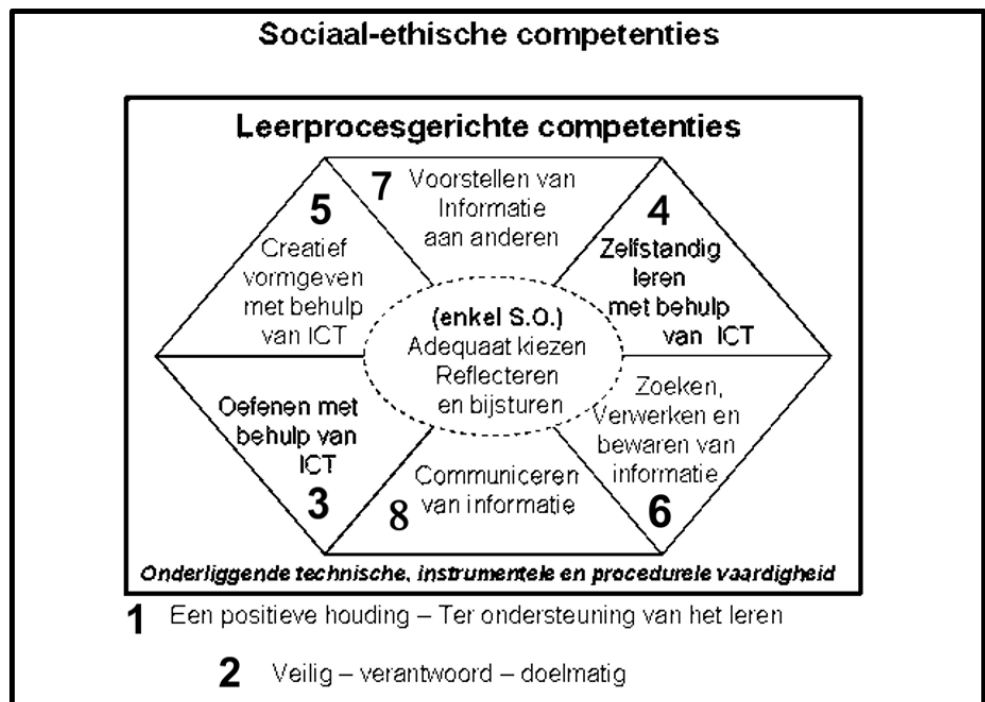 Sociaal-ethische competenties
Leerprocesgerichte competenties
5
Creatief
vormgeven
met behulp
van ICT
7
Voorstellen van
Informatie
aan anderen
4
Zelfstandig
leren
met behulp
van ICT
(enkel S.O.)
Adequaat kiezen
Reflecteren
en bijsturen
Oefenen met
behulp van
ICT
3
Communiceren
van informatie
8
Zoeken,
Verwerken en
bewaren van
informatie
6
Onderliggende technische, instrumentele en procedurele vaardigheid
1 Een positieve houding – Ter ondersteuning van het leren
2 Veilig – verantwoord – doelmatig